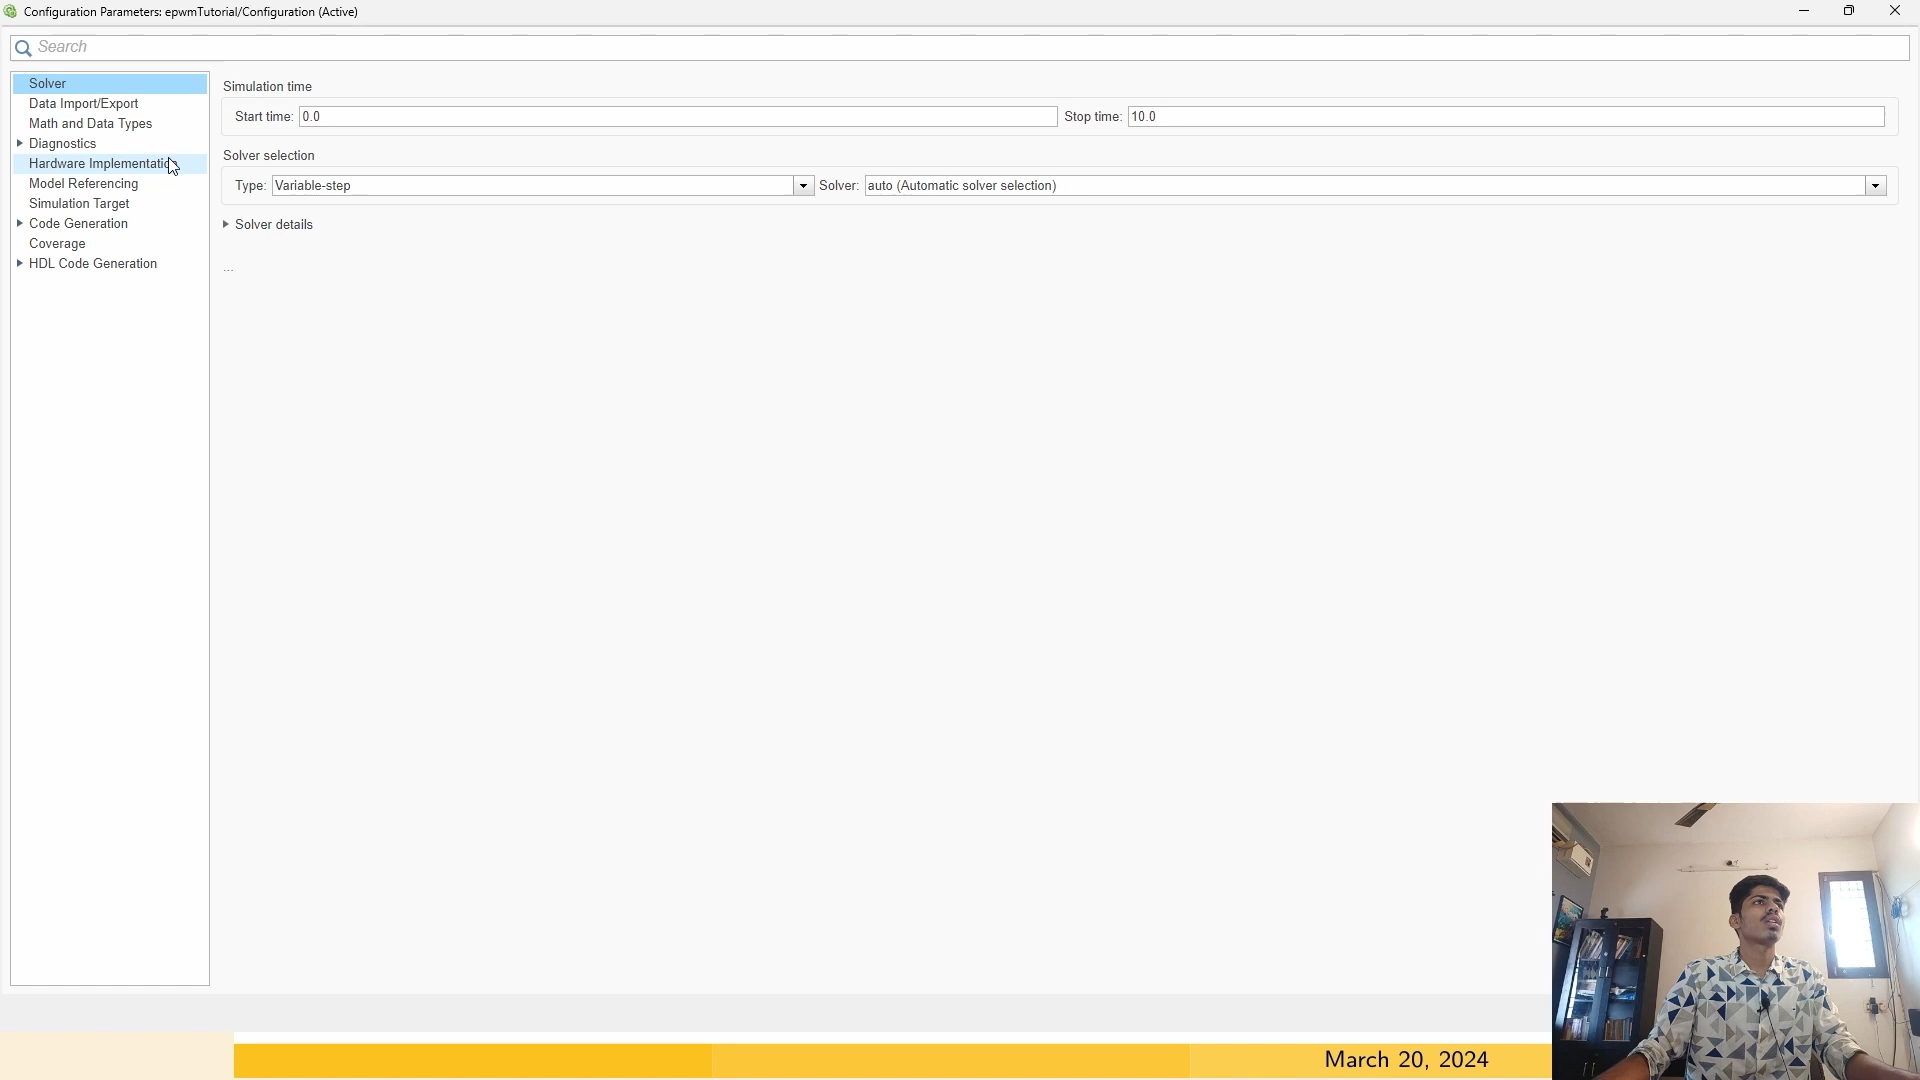 Configuration Parameters: epwmTutorial/Configuration (Active)
Search
Solver
Data Import/Export
Math and Data Types
Diagnostics
Hardware Implementation
Model Referencing
Simulation Target
Code Generation
Coverage
HDL Code Generation
Simulation time
Start time: 0.0 Stop time: 10.0
Solver selection
Type: Variable-step Solver: auto (Automatic solver selection)
Solver details
...
March 20, 2024